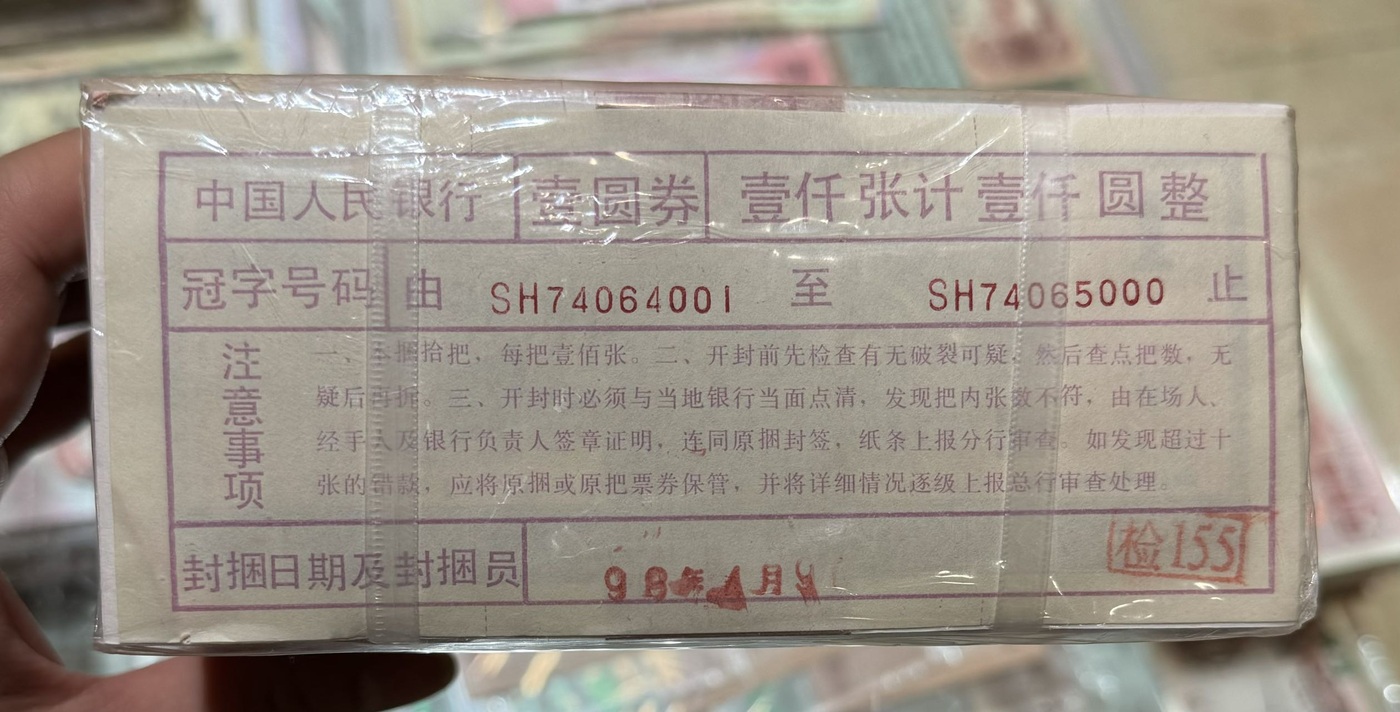 中国人民银行 壹圆券 壹仟张计壹仟圆整
冠字号码 由 SH74064001 至 SH74065000 止
注意事项
一、本捆拾把，每把壹佰张。二、开封前先检查有无破裂可疑，然后查点把数，无
疑后再拆。三、开封时必须与当地银行当面点清，发现把内张数不符，由在场人、
经手人及银行负责人签章证明，连同原捆封签，纸条上报分行审查。如发现超过十
张的错款，应将原捆或原把票券保管，并将详细情况逐级上报总行审查处理。
封捆日期及封捆员 98年 月
检155